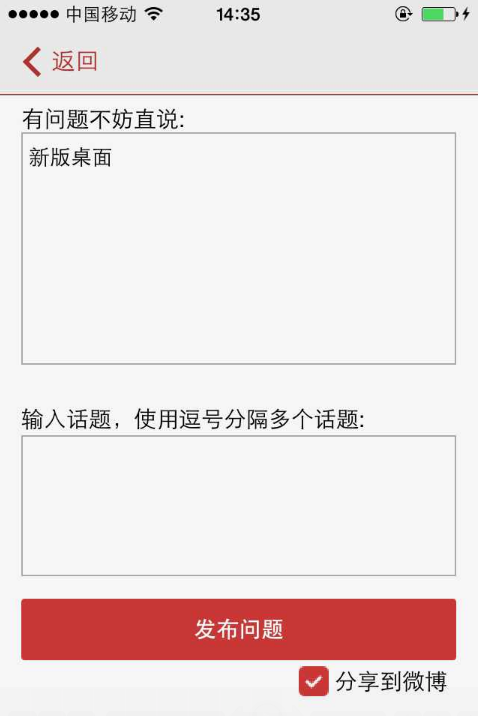 中国移动 14:35
返回
有问题不妨直说:
新版桌面
输入话题，使用逗号分隔多个话题:
发布问题
分享到微博